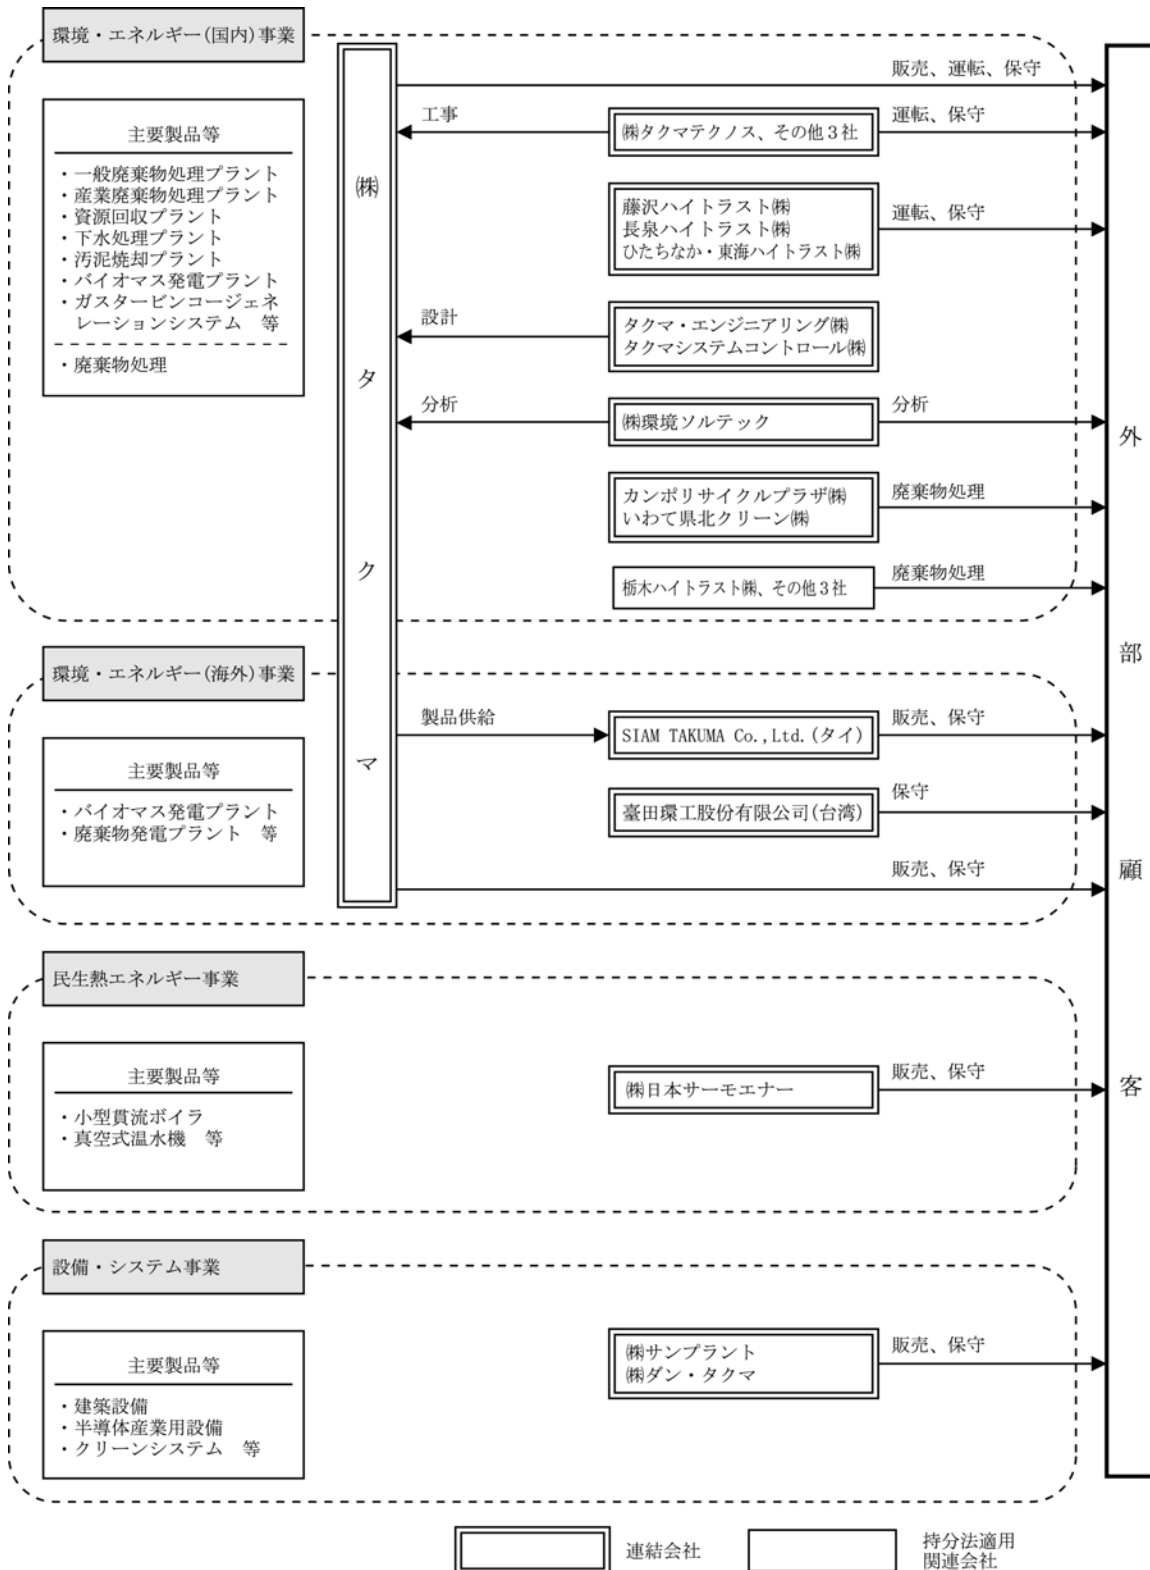 環境・エネルギー(国内)事業
主要製品等
・一般廃棄物処理プラント
・産業廃棄物処理プラント
・資源回収プラント
・下水処理プラント
・汚泥焼却プラント
・バイオマス発電プラント
・ガスタービンコージェネ
レーションシステム 等
・廃棄物処理
㈱タクマ
販売、運転、保守
工事
㈱タクマテクノス、その他3社
運転、保守
藤沢ハイトラスト㈱
長泉ハイトラスト㈱
ひたちなか・東海ハイトラスト㈱
運転、保守
設計
タクマ・エンジニアリング㈱
タクマシステムコントロール㈱
分析
㈱環境ソルテック
分析
カンポリサイクルプラザ㈱
いわて県北クリーン㈱
廃棄物処理
栃木ハイトラスト㈱、その他3社
廃棄物処理
外部顧客
環境・エネルギー(海外)事業
主要製品等
・バイオマス発電プラント
・廃棄物発電プラント 等
製品供給
SIAM TAKUMA Co.,Ltd.(タイ)
販売、保守
臺田環工股份有限公司(台湾)
保守
販売、保守
民生熱エネルギー事業
主要製品等
・小型貫流ボイラ
・真空式温水機 等
㈱日本サーモエナー
販売、保守
設備・システム事業
主要製品等
・建築設備
・半導体産業用設備
・クリーンシステム 等
㈱サンプラント
㈱ダン・タクマ
販売、保守
連結会社
持分法適用
関連会社